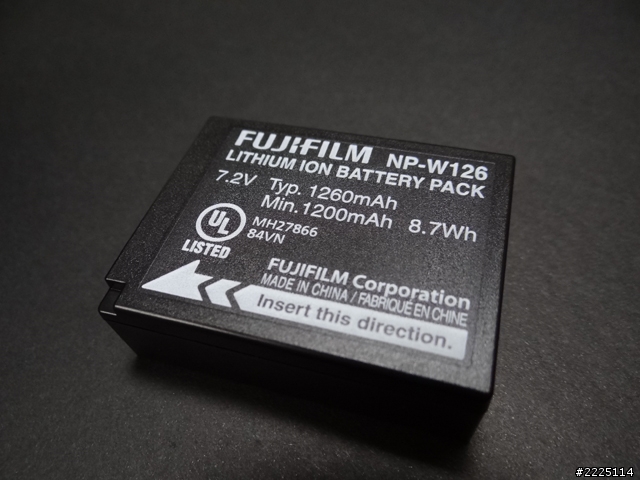 FUJIFILM NP-W126
LITHIUM ION BATTERY PACK
7.2V Typ. 1260mAh
Min. 1200mAh 8.7Wh
UL
LISTED
MH27866
84VN
FUJIFILM Corporation
MADE IN CHINA / FABRIQUÉ EN CHINE
Insert this direction.
#2225114